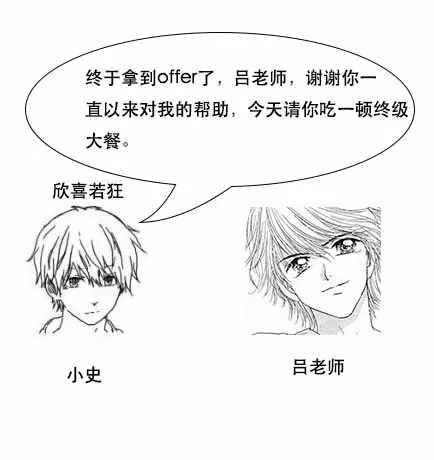 终于拿到offer了，吕老师，谢谢你一
直以来对我的帮助，今天请你吃一顿终级
大餐。
欣喜若狂
小史
吕老师